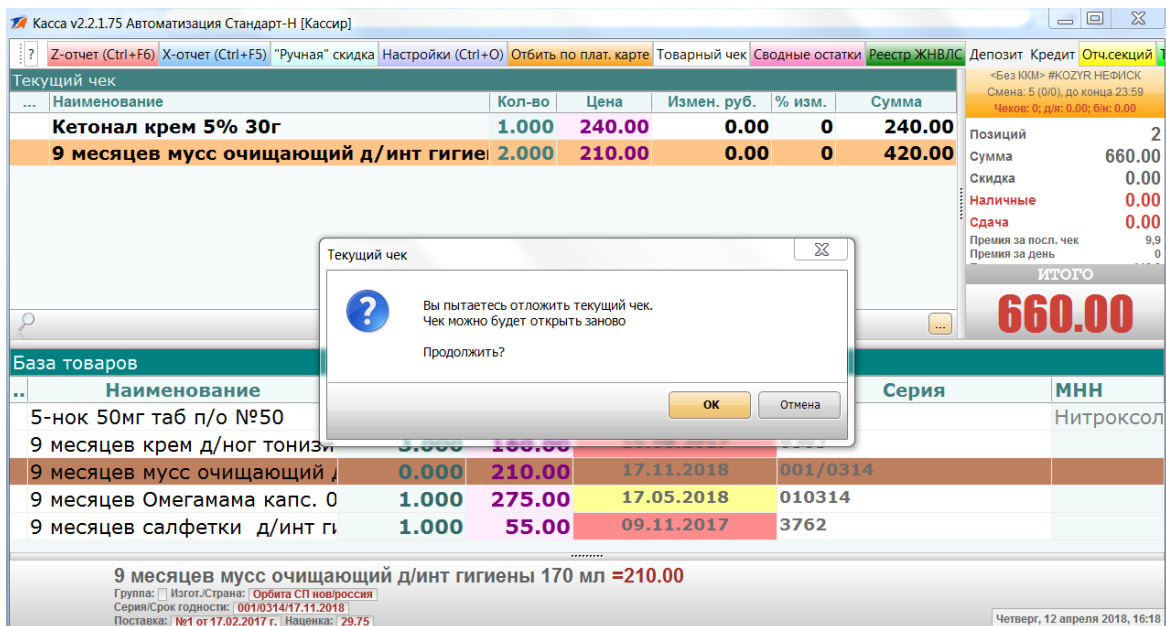 Касса v2.2.1.75 Автоматизация Стандарт-Н [Кассир]
? Z-отчет (Ctrl+F6) X-отчет (Ctrl+F5) "Ручная" скидка Настройки (Ctrl+O) Отбить по плат. карте Товарный чек Сводные остатки Реестр ЖНВЛС Депозит Кредит Отч.секций
Текущий чек
... Наименование Кол-во Цена Измен. руб. % изм. Сумма
Кетонал крем 5% 30г 1.000 240.00 0.00 0 240.00
9 месяцев мусс очищающий д/инт гигие 2.000 210.00 0.00 0 420.00
<Без ККМ> #KOZYR НЕФИСК
Смена: 5 (0/0), до конца 23:59
Чеков: 0; д/я: 0.00; б/н: 0.00
Позиций 2
Сумма 660.00
Скидка 0.00
Наличные 0.00
Сдача 0.00
Премия за посл. чек 9,9
Премия за день 0
ИТОГО
660.00
...
Текущий чек
Вы пытаетесь отложить текущий чек.
Чек можно будет открыть заново
Продолжить?
ОК Отмена
База товаров
.. Наименование Серия МНН
5-нок 50мг таб п/о №50 Нитроксол
9 месяцев крем д/ног тонизи 160.00
9 месяцев мусс очищающий д 0.000 210.00 17.11.2018 001/0314
9 месяцев Омегамама капс. 0 1.000 275.00 17.05.2018 010314
9 месяцев салфетки д/инт ги 1.000 55.00 09.11.2017 3762
9 месяцев мусс очищающий д/инт гигиены 170 мл =210.00
Группа: Изгот./Страна: Орбита СП нов/россия
Серия/Срок годности: 001/0314/17.11.2018
Поставка: №1 от 17.02.2017 г. Наценка: 29.75
Четверг, 12 апреля 2018, 16:18